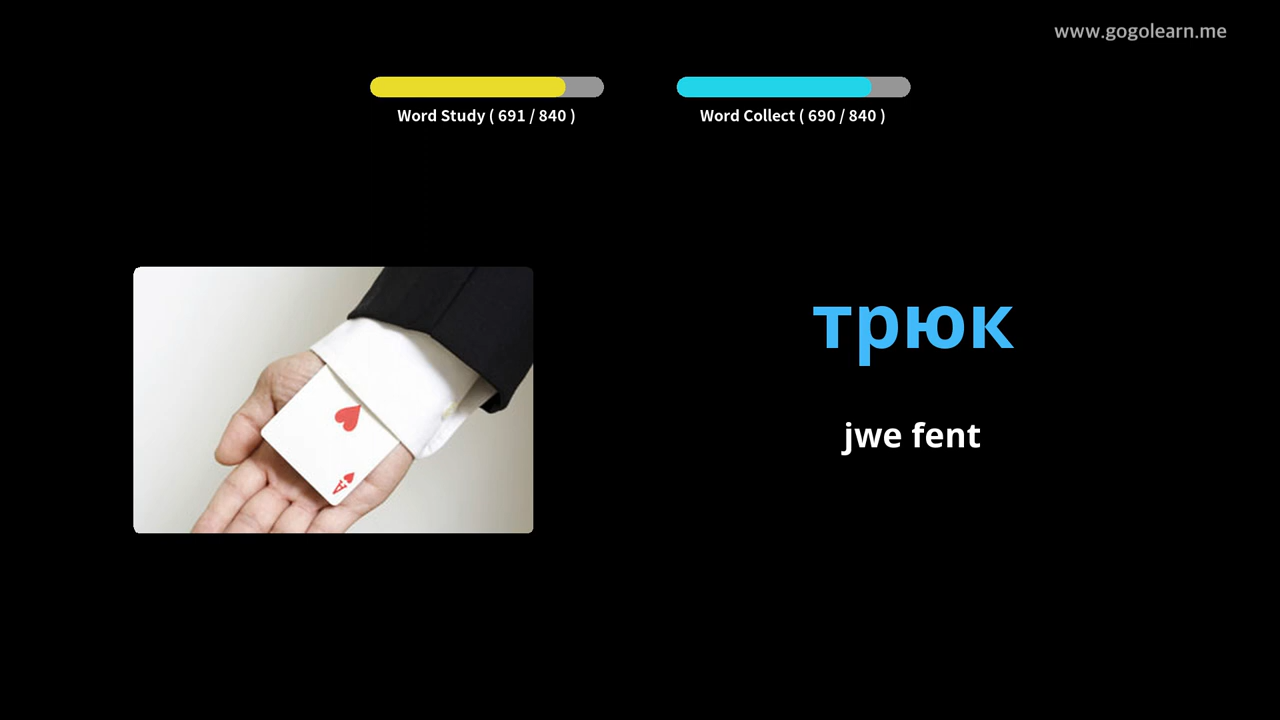 www.gogolearn.me
Word Study ( 691 / 840 )
Word Collect ( 690 / 840 )
трюк
jwe fent
A